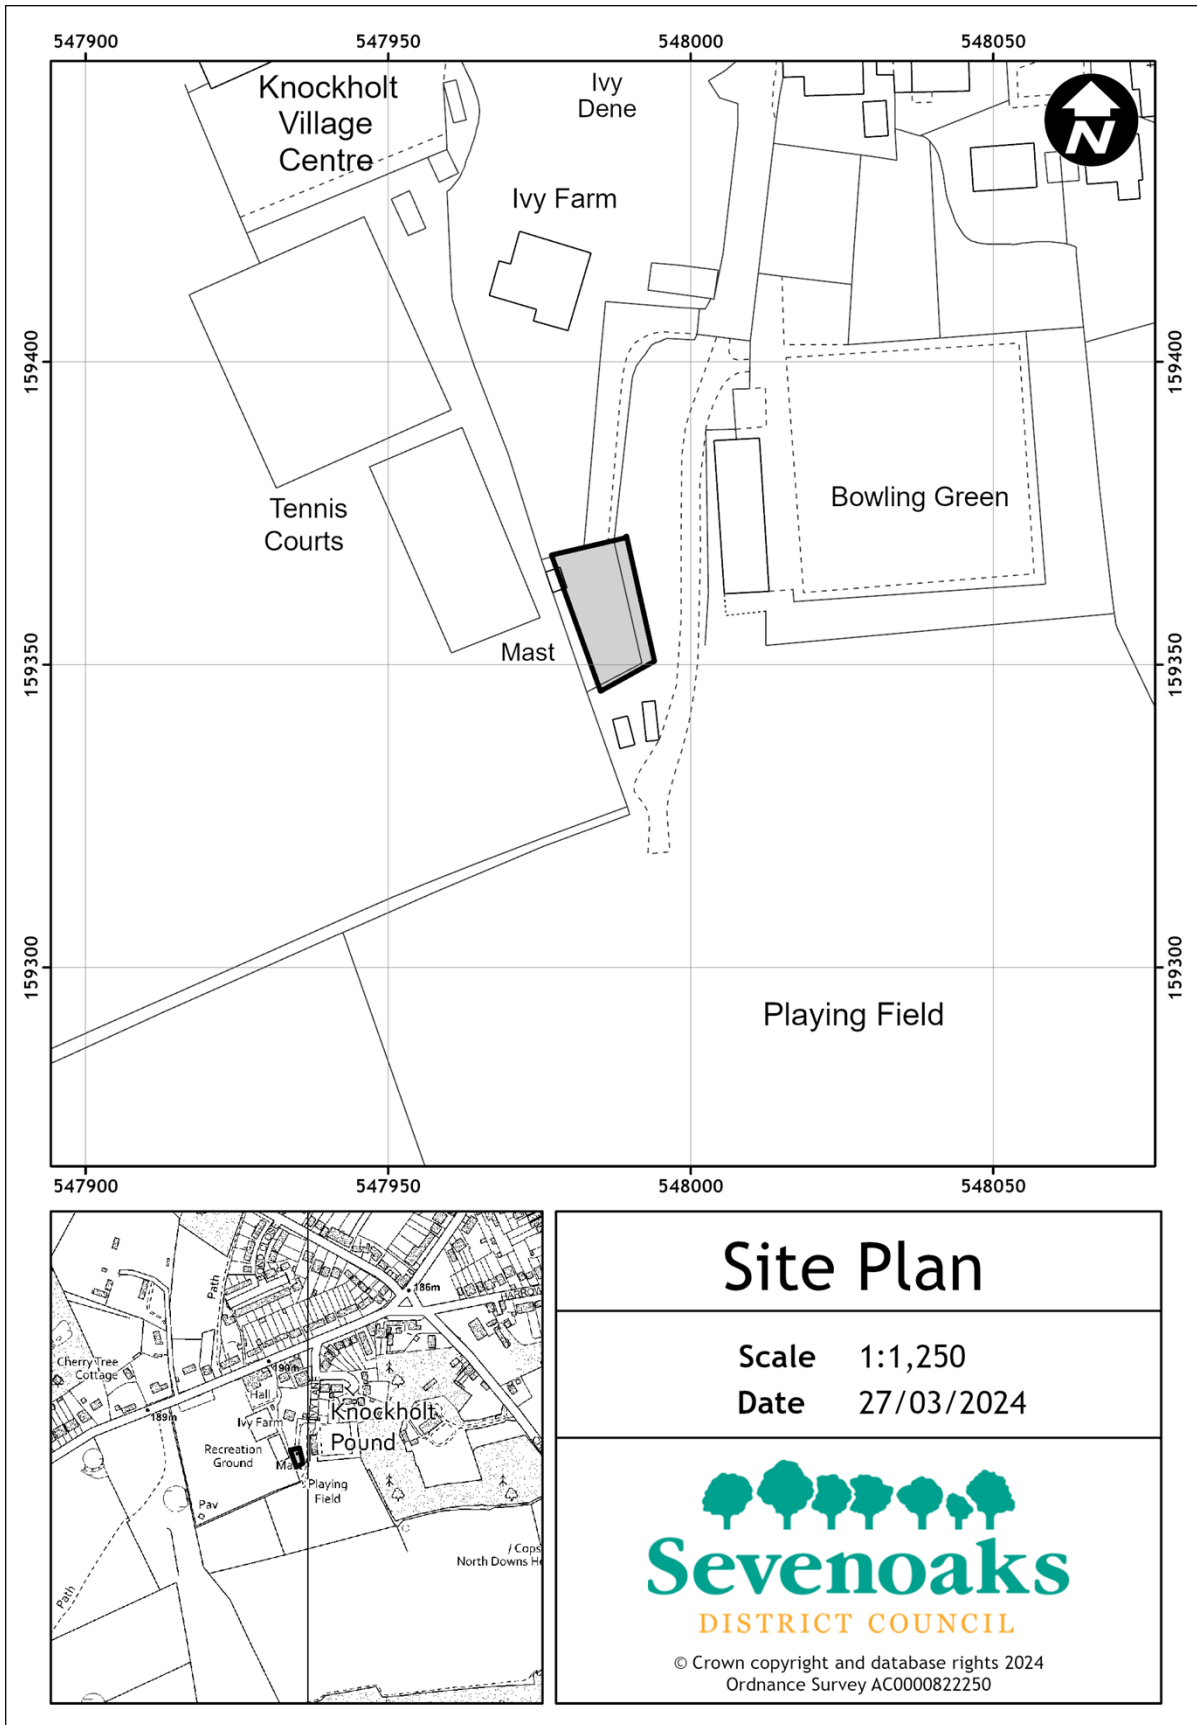 547900
547950
548000
548050
Knockholt
Village
Centre
Ivy
Dene
N
Ivy Farm
159400
159400
Tennis
Courts
Bowling Green
Mast
159350
159350
159300
159300
Playing Field
547900
547950
548000
548050
186m
Path
Cherry Tree
Cottage
190m
189m
Hall
Ivy Farm
Knockholt
Pound
Recreation
Ground
Playing
Field
Pav
North Downs
Path
Site Plan
Scale 1:1,250
Date 27/03/2024
Sevenoaks
DISTRICT COUNCIL
© Crown copyright and database rights 2024
Ordnance Survey AC0000822250